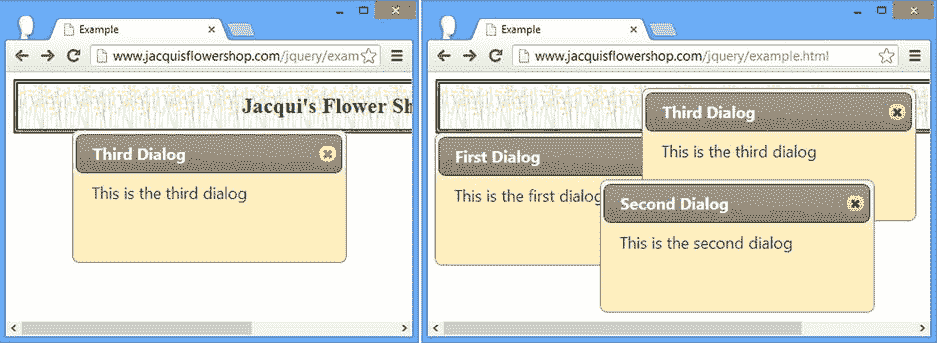 Example
www.jacquisflowershop.com/jquery/exam
Jacqui's Flower Sh
Third Dialog
This is the third dialog
Example
www.jacquisflowershop.com/jquery/example.html
Third Dialog
This is the third dialog
First Dialog
This is the first dialog
Second Dialog
This is the second dialog